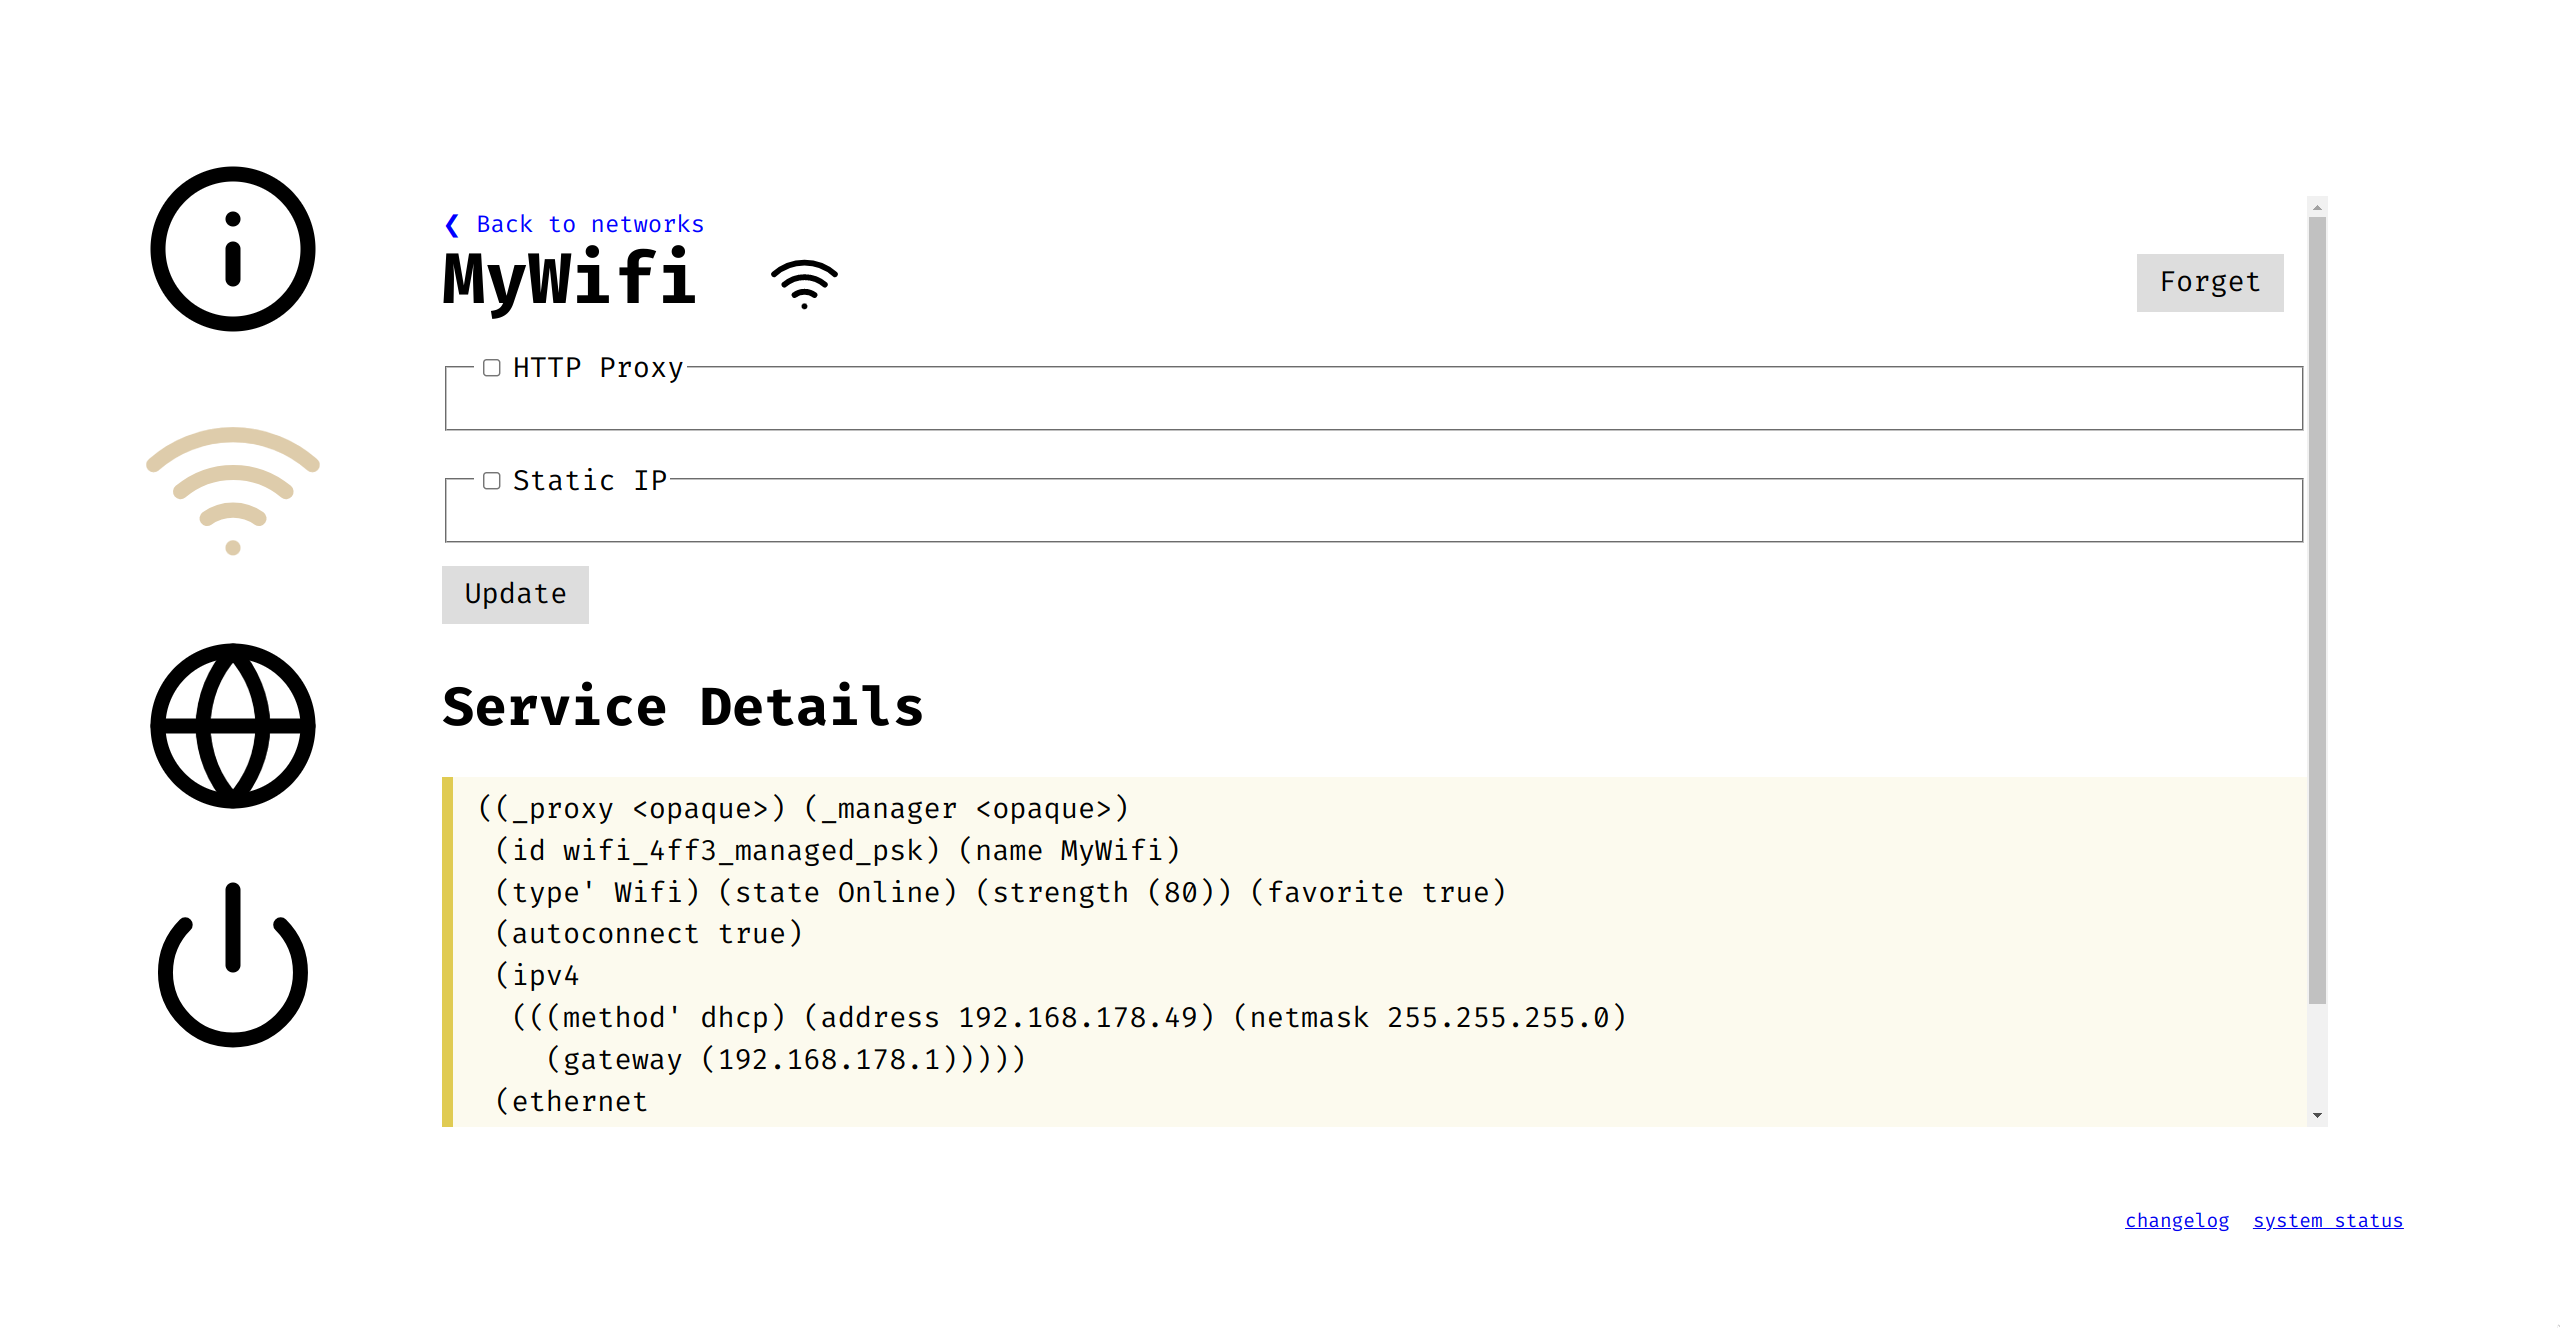 ❮ Back to networks
MyWifi
Forget
HTTP Proxy
Static IP
Update
Service Details
((_proxy <opaque>) (_manager <opaque>)
(id wifi_4ff3_managed_psk) (name MyWifi)
(type' Wifi) (state Online) (strength (80)) (favorite true)
(autoconnect true)
(ipv4
(((method' dhcp) (address 192.168.178.49) (netmask 255.255.255.0)
(gateway (192.168.178.1)))))
(ethernet
changelog system status